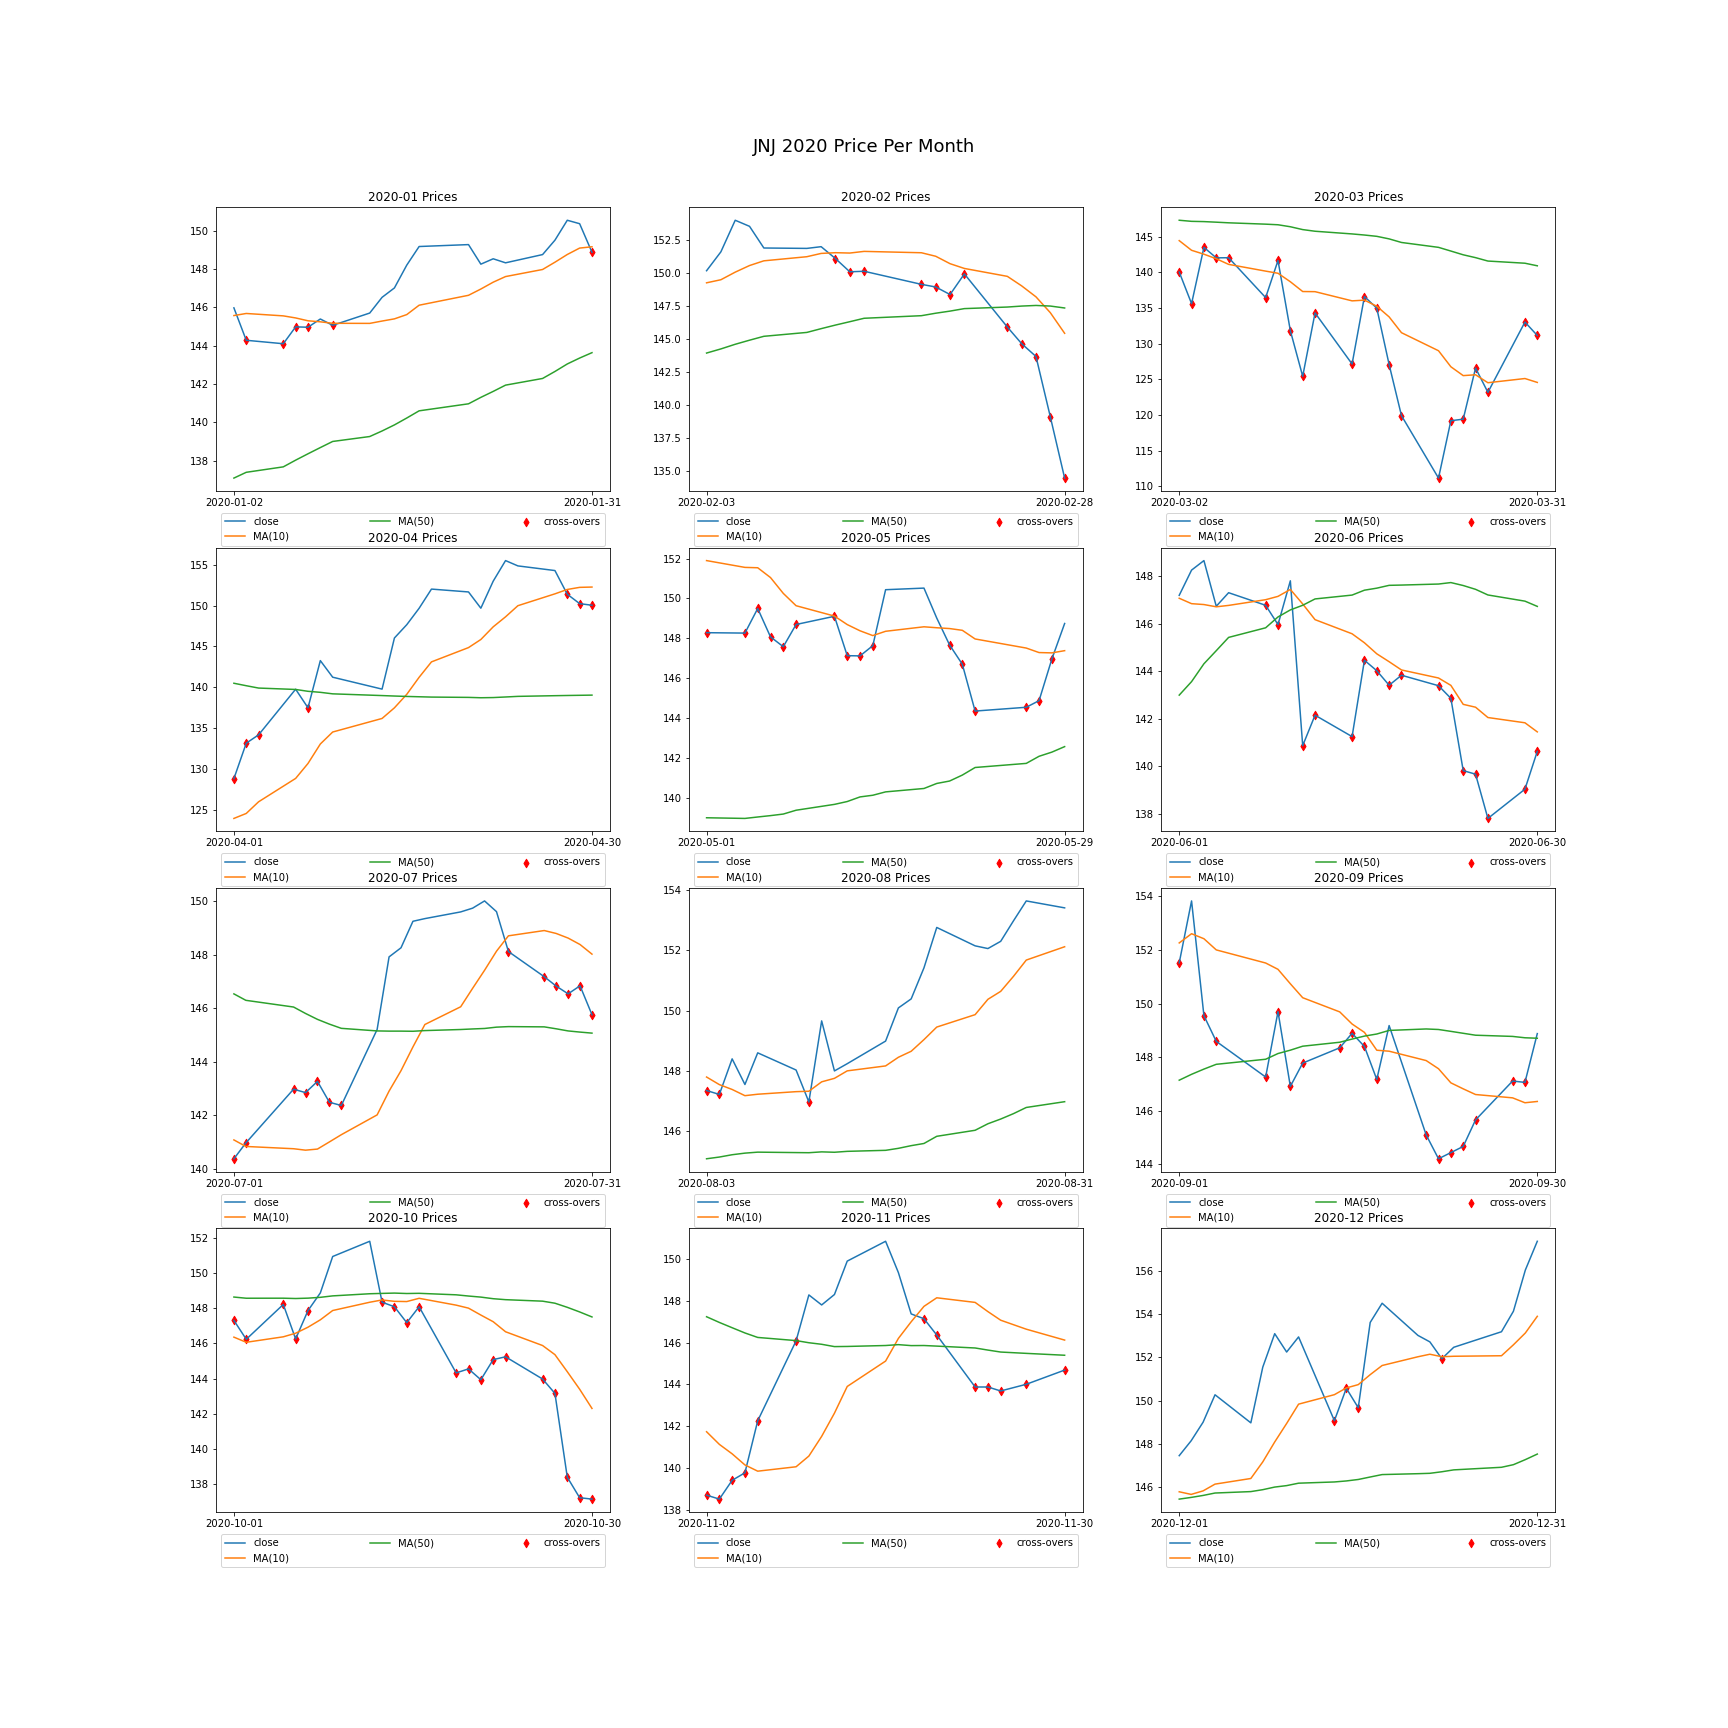 JNJ 2020 Price Per Month
2020-01 Prices
150
148
146
144
142
140
138
2020-01-02 2020-01-31
close MA(50) cross-overs
MA(10)
2020-02 Prices
152.5
150.0
147.5
145.0
142.5
140.0
137.5
135.0
2020-02-03 2020-02-28
close MA(50) cross-overs
MA(10)
2020-03 Prices
145
140
135
130
125
120
115
110
2020-03-02 2020-03-31
close MA(50) cross-overs
MA(10)
2020-04 Prices
155
150
145
140
135
130
125
2020-04-01 2020-04-30
close MA(50) cross-overs
MA(10)
2020-05 Prices
152
150
148
146
144
142
140
2020-05-01 2020-05-29
close MA(50) cross-overs
MA(10)
2020-06 Prices
148
146
144
142
140
138
2020-06-01 2020-06-30
close MA(50) cross-overs
MA(10)
2020-07 Prices
150
148
146
144
142
140
2020-07-01 2020-07-31
close MA(50) cross-overs
MA(10)
2020-08 Prices
154
152
150
148
146
2020-08-03 2020-08-31
close MA(50) cross-overs
MA(10)
2020-09 Prices
154
152
150
148
146
144
2020-09-01 2020-09-30
close MA(50) cross-overs
MA(10)
2020-10 Prices
152
150
148
146
144
142
140
138
2020-10-01 2020-10-30
close MA(50) cross-overs
MA(10)
2020-11 Prices
150
148
146
144
142
140
138
2020-11-02 2020-11-30
close MA(50) cross-overs
MA(10)
2020-12 Prices
156
154
152
150
148
146
2020-12-01 2020-12-31
close MA(50) cross-overs
MA(10)